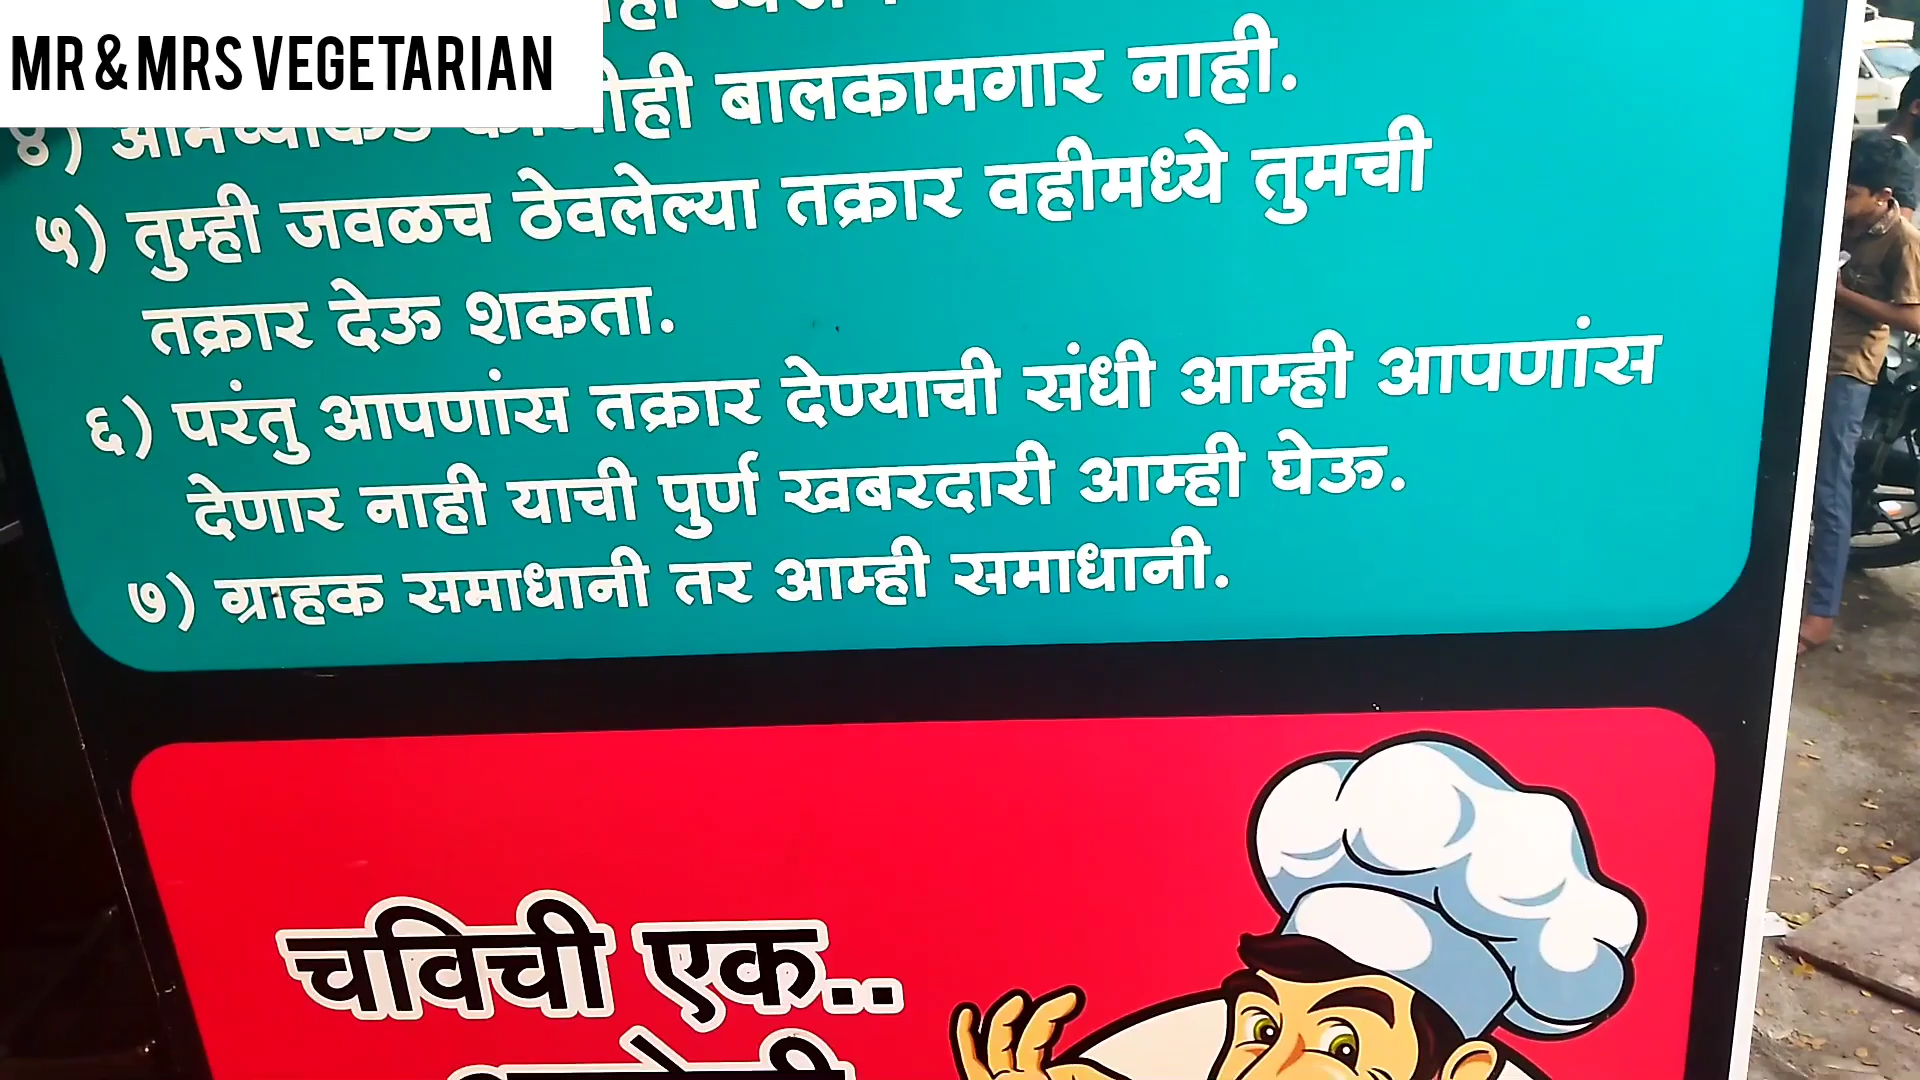 MR & MRS VEGETARIAN
बालकामगार नाही.
५) तुम्ही जवळच ठेवलेल्या तक्रार वहीमध्ये तुमची
तक्रार देऊ शकता.
६) परंतु आपणांस तक्रार देण्याची संधी आम्ही आपणांस
देणार नाही याची पुर्ण खबरदारी आम्ही घेऊ.
७) ग्राहक समाधानी तर आम्ही समाधानी.
चविची एक..